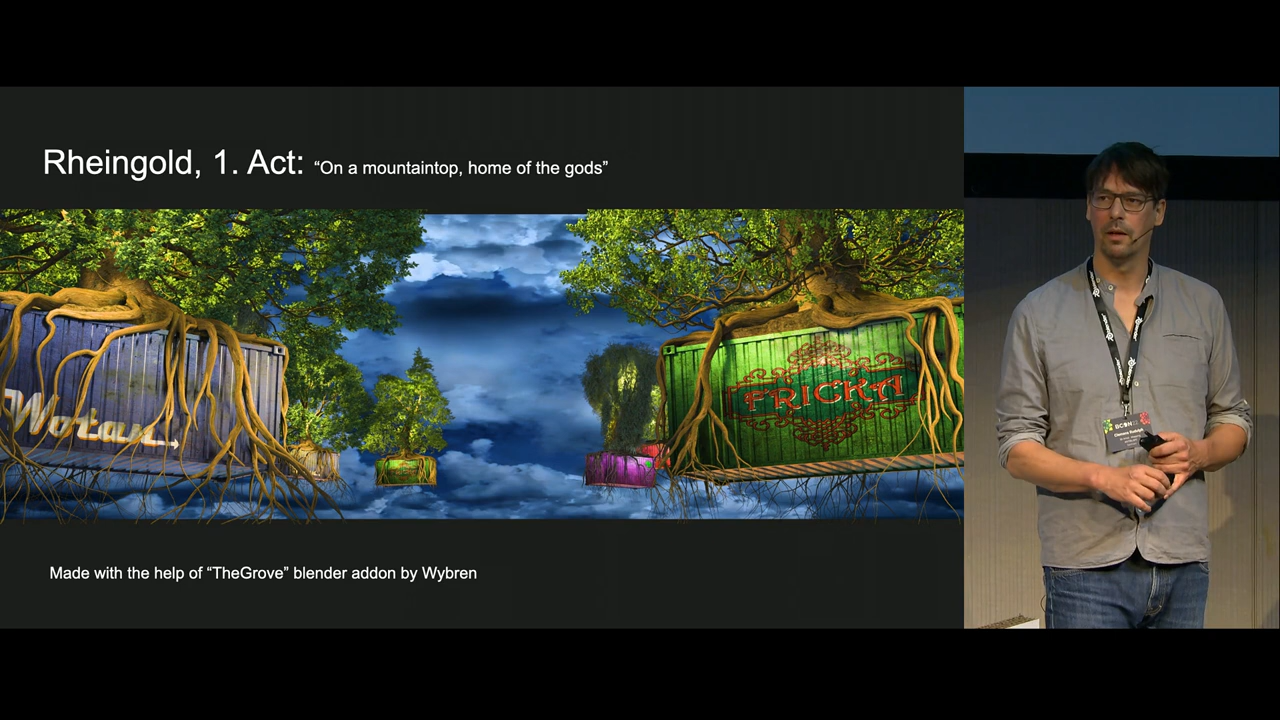 Rheingold, 1. Act: “On a mountaintop, home of the gods”
Wotan
FRICKA
Made with the help of “TheGrove” blender addon by Wybren
BCON22